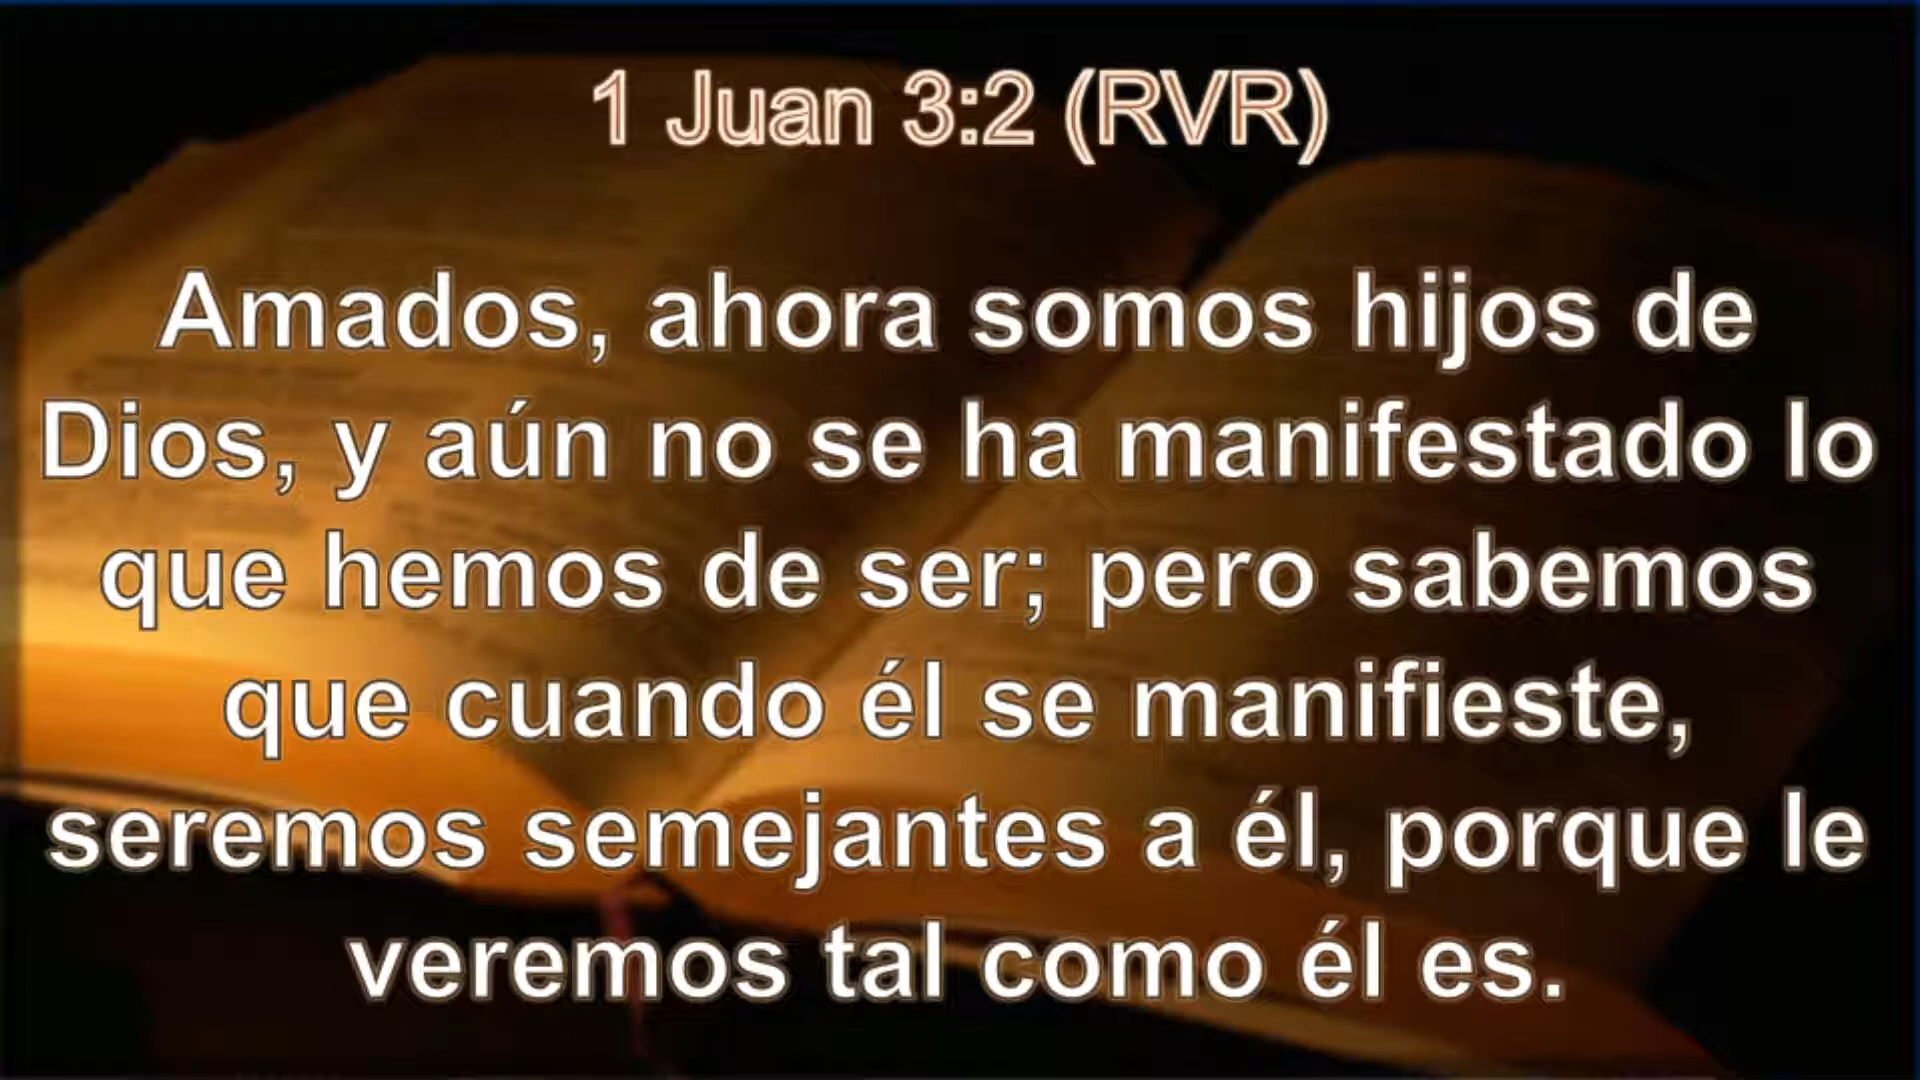 1 Juan 3:2 (RVR)
Amados, ahora somos hijos de
Dios, y aún no se ha manifestado lo
que hemos de ser; pero sabemos
que cuando él se manifieste,
seremos semejantes a él, porque le
veremos tal como él es.